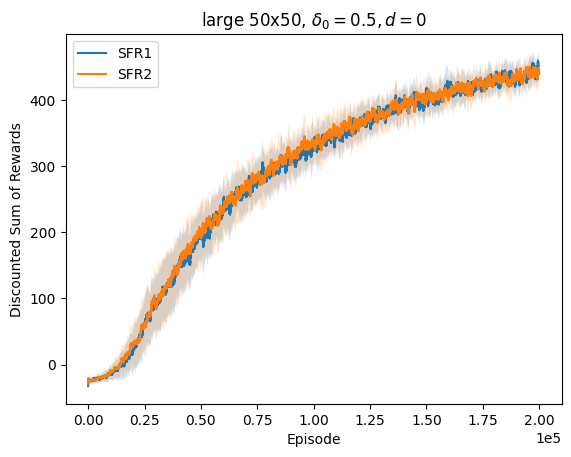 large 50x50, $\delta_0 = 0.5, d = 0$
SFR1
SFR2
Discounted Sum of Rewards
400
300
200
100
0
0.00 0.25 0.50 0.75 1.00 1.25 1.50 1.75 2.00
1e5
Episode